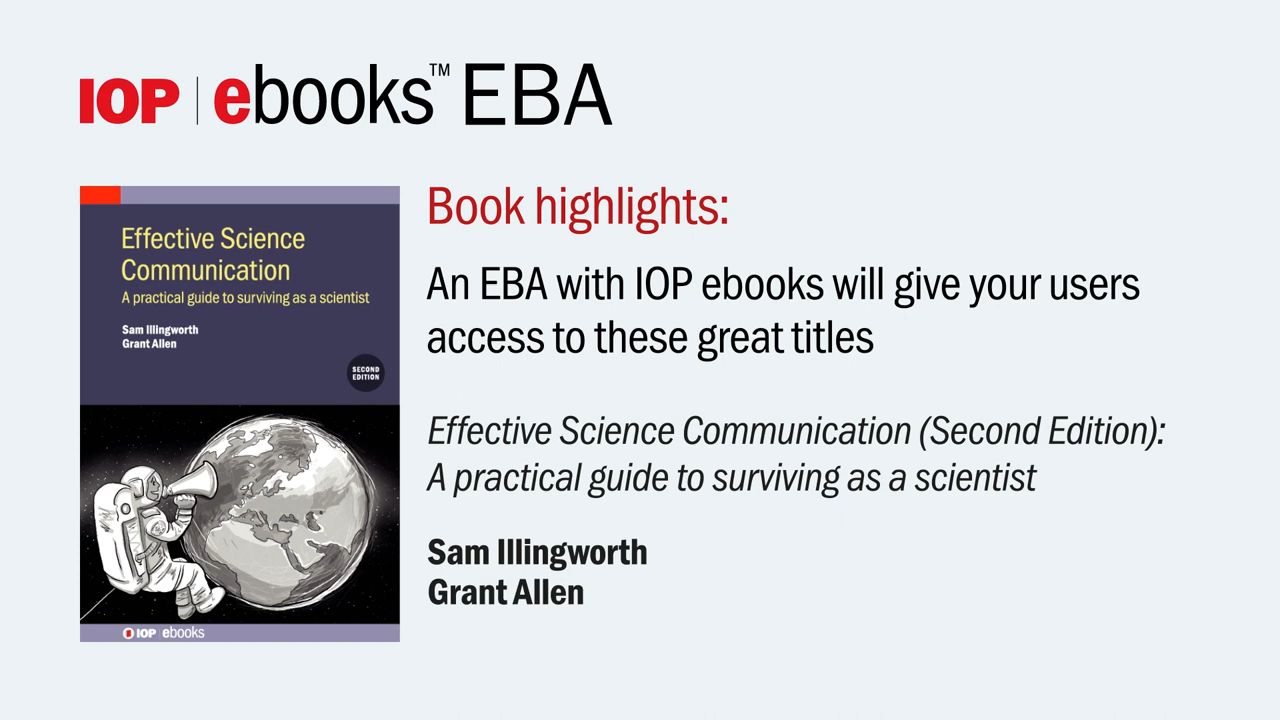 IOP | ebooks™ EBA
Effective Science
Communication
A practical guide to surviving as a scientist
Sam Illingworth
Grant Allen
SECOND
EDITION
IOP | ebooks
Book highlights:
An EBA with IOP ebooks will give your users
access to these great titles
Effective Science Communication (Second Edition):
A practical guide to surviving as a scientist
Sam Illingworth
Grant Allen